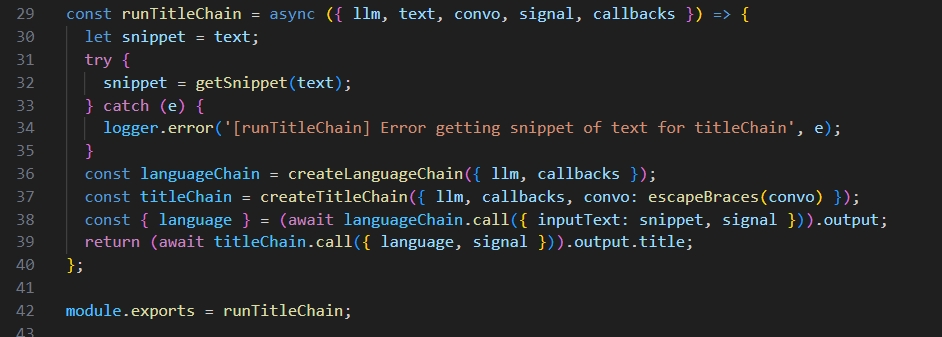 29 const runTitleChain = async ({ llm, text, convo, signal, callbacks }) => {
30   let snippet = text;
31   try {
32     snippet = getSnippet(text);
33   } catch (e) {
34     logger.error('[runTitleChain] Error getting snippet of text for titleChain', e);
35   }
36   const languageChain = createLanguageChain({ llm, callbacks });
37   const titleChain = createTitleChain({ llm, callbacks, convo: escapeBraces(convo) });
38   const { language } = (await languageChain.call({ inputText: snippet, signal })).output;
39   return (await titleChain.call({ language, signal })).output.title;
40 };
41
42 module.exports = runTitleChain;
43